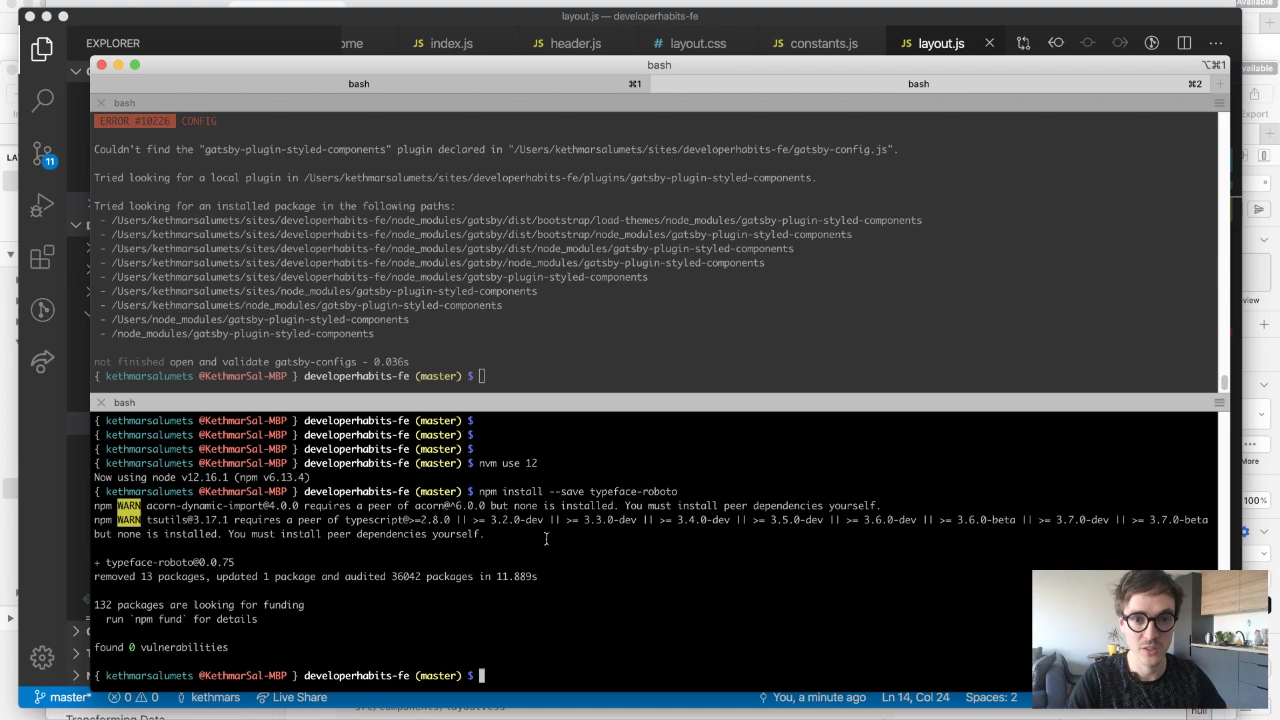 layout.js — developerhabits-fe
Available
EXPLORER
ome
JS index.js
JS header.js
layout.css
JS constants.js
JS layout.js
bash
⌥⌘1
bash ⌘1
bash ⌘2
bash
ERROR #10226 CONFIG
Couldn't find the "gatsby-plugin-styled-components" plugin declared in "/Users/kethmarsalumets/sites/developerhabits-fe/gatsby-config.js".
Tried looking for a local plugin in /Users/kethmarsalumets/sites/developerhabits-fe/plugins/gatsby-plugin-styled-components.
Tried looking for an installed package in the following paths:
- /Users/kethmarsalumets/sites/developerhabits-fe/node_modules/gatsby/dist/bootstrap/load-themes/node_modules/gatsby-plugin-styled-components
- /Users/kethmarsalumets/sites/developerhabits-fe/node_modules/gatsby/dist/bootstrap/node_modules/gatsby-plugin-styled-components
- /Users/kethmarsalumets/sites/developerhabits-fe/node_modules/gatsby/dist/node_modules/gatsby-plugin-styled-components
- /Users/kethmarsalumets/sites/developerhabits-fe/node_modules/gatsby/node_modules/gatsby-plugin-styled-components
- /Users/kethmarsalumets/sites/developerhabits-fe/node_modules/gatsby-plugin-styled-components
- /Users/kethmarsalumets/sites/node_modules/gatsby-plugin-styled-components
- /Users/kethmarsalumets/node_modules/gatsby-plugin-styled-components
- /Users/node_modules/gatsby-plugin-styled-components
- /node_modules/gatsby-plugin-styled-components
not finished open and validate gatsby-configs - 0.036s
{ kethmarsalumets @KethmarSal-MBP } developerhabits-fe (master) $
bash
{ kethmarsalumets @KethmarSal-MBP } developerhabits-fe (master) $
{ kethmarsalumets @KethmarSal-MBP } developerhabits-fe (master) $
{ kethmarsalumets @KethmarSal-MBP } developerhabits-fe (master) $
{ kethmarsalumets @KethmarSal-MBP } developerhabits-fe (master) $ nvm use 12
Now using node v12.16.1 (npm v6.13.4)
{ kethmarsalumets @KethmarSal-MBP } developerhabits-fe (master) $ npm install --save typeface-roboto
npm WARN acorn-dynamic-import@4.0.0 requires a peer of acorn@^6.0.0 but none is installed. You must install peer dependencies yourself.
npm WARN tsutils@3.17.1 requires a peer of typescript@>=2.8.0 || >= 3.2.0-dev || >= 3.3.0-dev || >= 3.4.0-dev || >= 3.5.0-dev || >= 3.6.0-dev || >= 3.6.0-beta || >= 3.7.0-dev || >= 3.7.0-beta
but none is installed. You must install peer dependencies yourself.
+ typeface-roboto@0.0.75
removed 13 packages, updated 1 package and audited 36042 packages in 11.889s
132 packages are looking for funding
run `npm fund` for details
found 0 vulnerabilities
{ kethmarsalumets @KethmarSal-MBP } developerhabits-fe (master) $
11
LA
vailable
Export
view
More
100%
master* 0 0 kethmars Live Share
You, a minute ago Ln 14, Col 24 Spaces: 2
Transforming Data
null